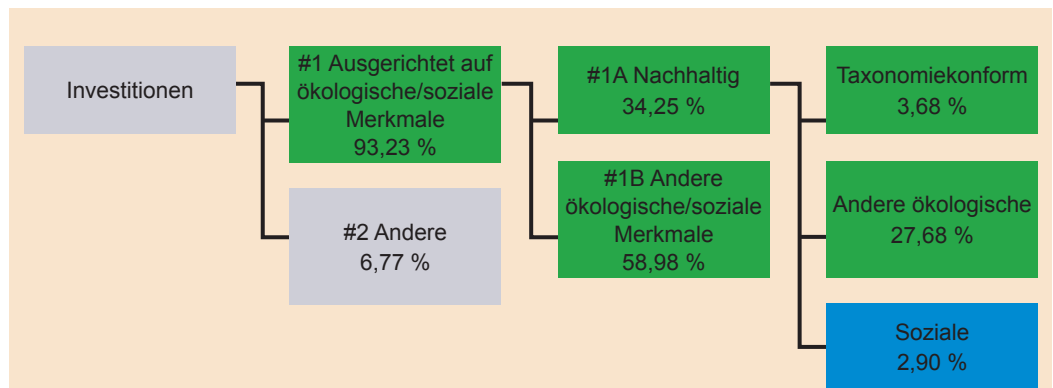 Investitionen
#1 Ausgerichtet auf
ökologische/soziale
Merkmale
93,23 %
#2 Andere
6,77 %
#1A Nachhaltig
34,25 %
#1B Andere
ökologische/soziale
Merkmale
58,98 %
Taxonomiekonform
3,68 %
Andere ökologische
27,68 %
Soziale
2,90 %